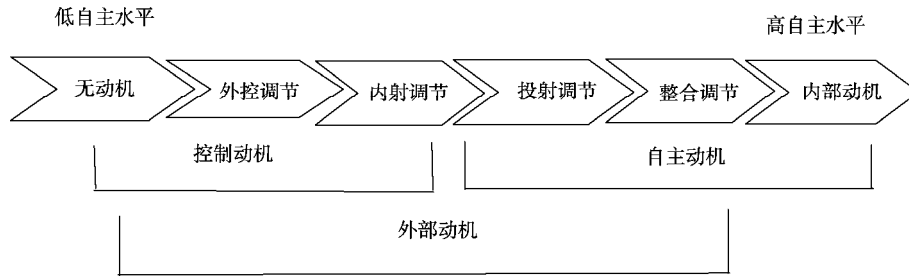 低自主水平
高自主水平
无动机
外控调节
内射调节
投射调节
整合调节
内部动机
控制动机
自主动机
外部动机